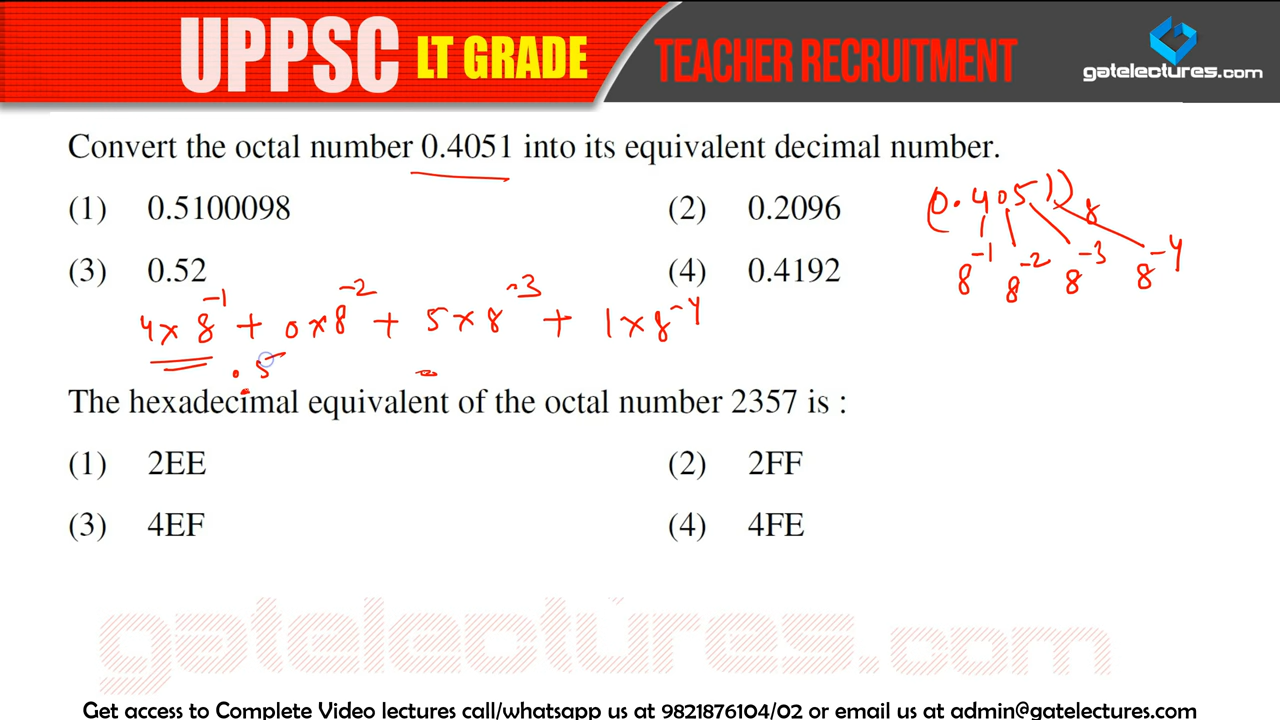 UPPSC LT GRADE TEACHER RECRUITMENT
gatelectures.com
Convert the octal number 0.4051 into its equivalent decimal number.
(1) 0.5100098 (2) 0.2096
(0.4051)8
8^-1 8^-2 8^-3 8^-4
(3) 0.52 (4) 0.4192
4×8^-1 + 0×8^-2 + 5×8^-3 + 1×8^-4
.5
The hexadecimal equivalent of the octal number 2357 is :
(1) 2EE (2) 2FF
(3) 4EF (4) 4FE
gatelectures.com
Get access to Complete Video lectures call/whatsapp us at 9821876104/02 or email us at admin@gatelectures.com